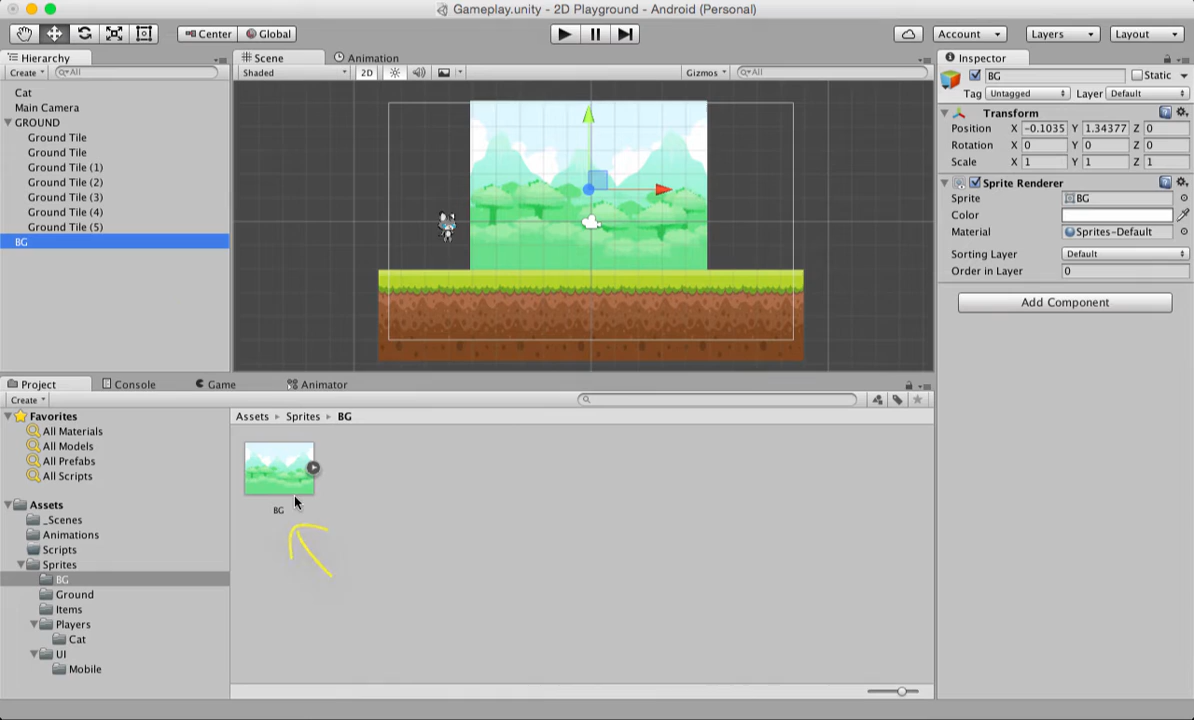 Gameplay.unity - 2D Playground - Android (Personal)
Center Global Account Layers Layout
Hierarchy Scene Animation Inspector
Create All Shaded 2D Gizmos All BG Static
Tag Untagged Layer Default
Cat
Main Camera
GROUND
Ground Tile
Ground Tile
Ground Tile (1)
Ground Tile (2)
Ground Tile (3)
Ground Tile (4)
Ground Tile (5)
BG
Transform
Position X -0.1035 Y 1.34377 Z 0
Rotation X 0 Y 0 Z 0
Scale X 1 Y 1 Z 1
Sprite Renderer
Sprite BG
Color
Material Sprites-Default
Sorting Layer Default
Order in Layer 0
Add Component
Project Console Game Animator
Create
Favorites
All Materials
All Models
All Prefabs
All Scripts
Assets
_Scenes
Animations
Scripts
Sprites
BG
Ground
Items
Players
Cat
UI
Mobile
Assets Sprites BG
BG